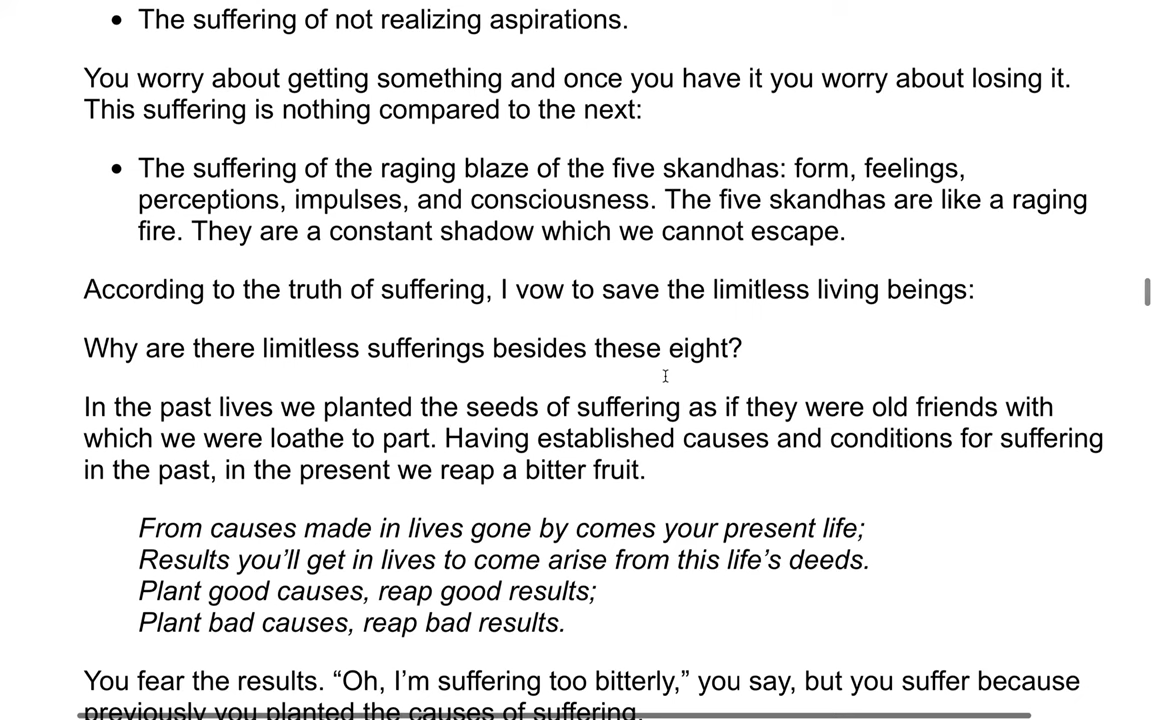 • The suffering of not realizing aspirations.
You worry about getting something and once you have it you worry about losing it.
This suffering is nothing compared to the next:
• The suffering of the raging blaze of the five skandhas: form, feelings,
perceptions, impulses, and consciousness. The five skandhas are like a raging
fire. They are a constant shadow which we cannot escape.
According to the truth of suffering, I vow to save the limitless living beings:
Why are there limitless sufferings besides these eight?
In the past lives we planted the seeds of suffering as if they were old friends with
which we were loathe to part. Having established causes and conditions for suffering
in the past, in the present we reap a bitter fruit.
From causes made in lives gone by comes your present life;
Results you’ll get in lives to come arise from this life’s deeds.
Plant good causes, reap good results;
Plant bad causes, reap bad results.
You fear the results. “Oh, I’m suffering too bitterly,” you say, but you suffer because
previously you planted the causes of suffering.